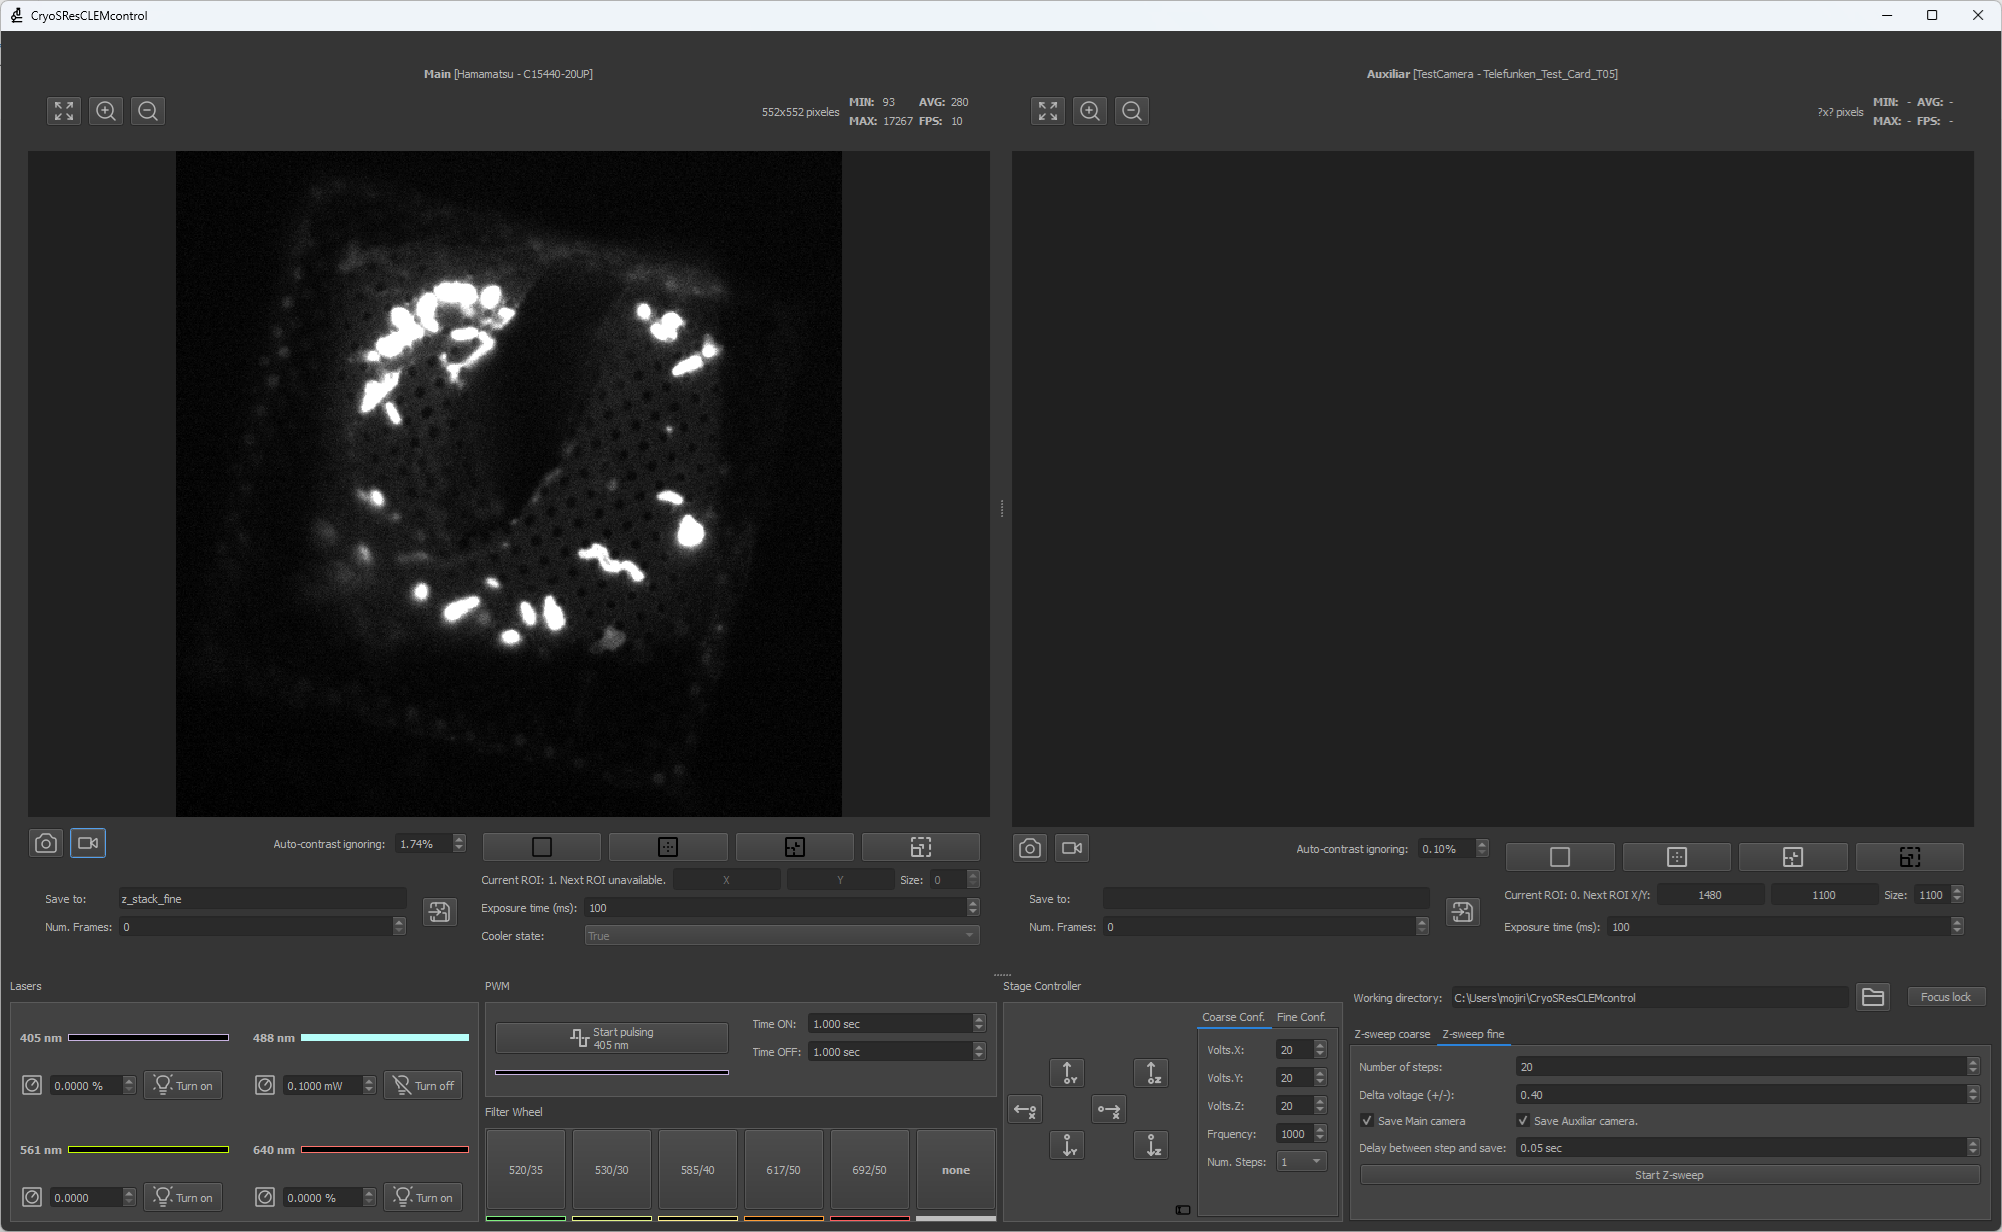 CryoSResCLEMcontrol
Main [Hamamatsu - C15440-20UP]
552x552 pixeles
MIN: 93 AVG: 280
MAX: 17267 FPS: 10
Auxiliar [TestCamera - Telefunken_Test_Card_T05]
?x? pixels
MIN: - AVG: -
MAX: - FPS: -
Auto-contrast ignoring: 1.74%
Current ROI: 1. Next ROI unavailable. X Y Size: 0
Save to: z_stack_fine
Exposure time (ms): 100
Num. Frames: 0
Cooler state: True
Auto-contrast ignoring: 0.10%
Current ROI: 0. Next ROI X/Y: 1480 1100 Size: 1100
Save to:
Num. Frames: 0
Exposure time (ms): 100
Lasers
405 nm
488 nm
0.0000 % Turn on
0.1000 mW Turn off
561 nm
640 nm
0.0000 Turn on
0.0000 % Turn on
PWM
Start pulsing
405 nm
Time ON: 1.000 sec
Time OFF: 1.000 sec
Filter Wheel
520/35 530/30 585/40 617/50 692/50 none
Stage Controller
Y
Z
X
X
Y
Z
Coarse Conf. Fine Conf.
Volts.X: 20
Volts.Y: 20
Volts.Z: 20
Frquency: 1000
Num. Steps: 1
Working directory: C:\Users\mojiri\CryoSResCLEMcontrol
Focus lock
Z-sweep coarse Z-sweep fine
Number of steps: 20
Delta voltage (+/-): 0.40
Save Main camera Save Auxiliar camera.
Delay between step and save: 0.05 sec
Start Z-sweep